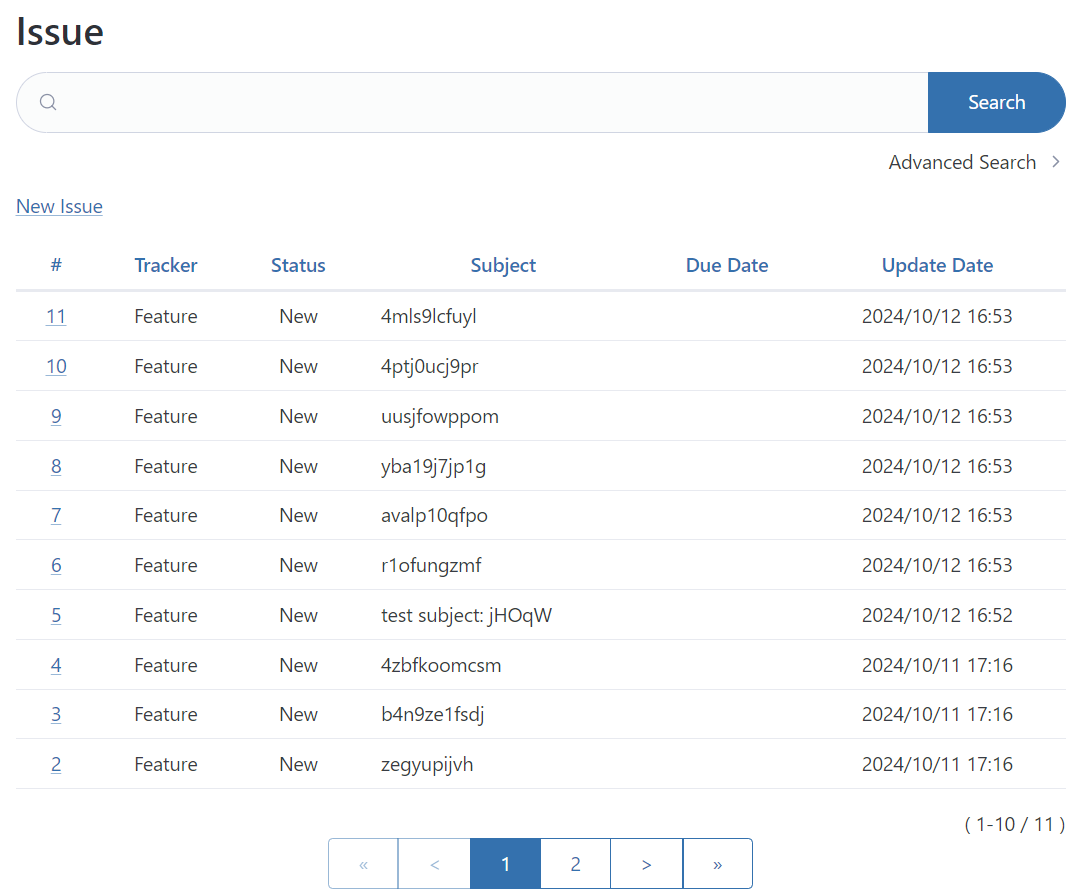 Issue
Search
Advanced Search >
New Issue
# Tracker Status Subject Due Date Update Date
11 Feature New 4mls9lcfuyl 2024/10/12 16:53
10 Feature New 4ptj0ucj9pr 2024/10/12 16:53
9 Feature New uusjfowppom 2024/10/12 16:53
8 Feature New yba19j7jp1g 2024/10/12 16:53
7 Feature New avalp10qfpo 2024/10/12 16:53
6 Feature New r1ofungzmf 2024/10/12 16:53
5 Feature New test subject: jHOqW 2024/10/12 16:52
4 Feature New 4zbfkoomcsm 2024/10/11 17:16
3 Feature New b4n9ze1fsdj 2024/10/11 17:16
2 Feature New zegyupijvh 2024/10/11 17:16
( 1-10 / 11 )
« < 1 2 > »